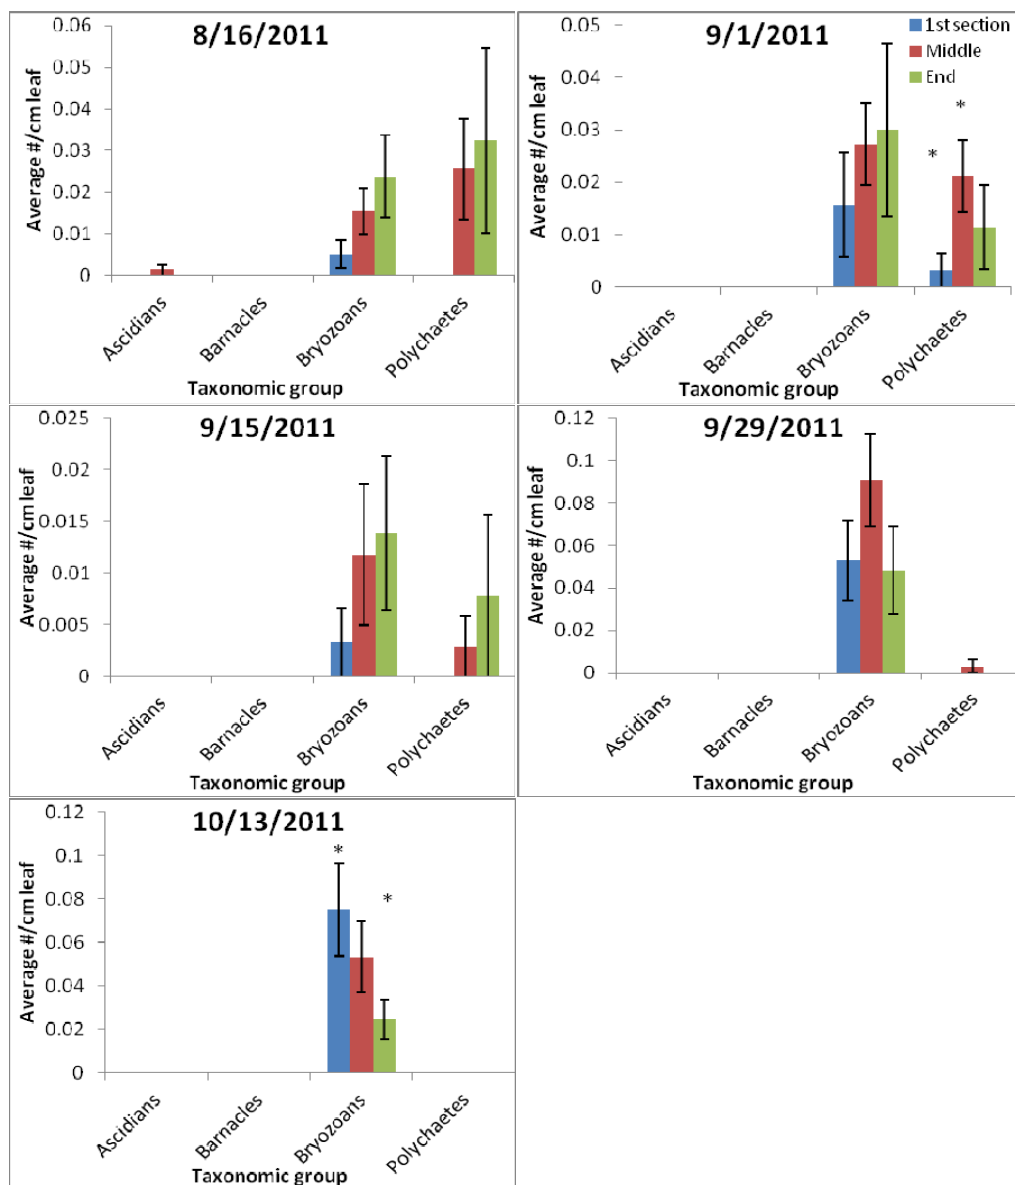 8/16/2011
Average #/cm leaf
0.06
0.05
0.04
0.03
0.02
0.01
0
Ascidians
Barnacles
Bryozoans
Polychaetes
Taxonomic group
9/1/2011
1st section
Middle
End
Average #/cm leaf
0.05
0.04
0.03
0.02
0.01
0
*
*
Ascidians
Barnacles
Bryozoans
Polychaetes
Taxonomic group
9/15/2011
Average #/cm leaf
0.025
0.02
0.015
0.01
0.005
0
Ascidians
Barnacles
Bryozoans
Polychaetes
Taxonomic group
9/29/2011
Average #/cm leaf
0.12
0.1
0.08
0.06
0.04
0.02
0
Ascidians
Barnacles
Bryozoans
Polychaetes
Taxonomic group
10/13/2011
Average #/cm leaf
0.12
0.1
0.08
0.06
0.04
0.02
0
*
*
Ascidians
Barnacles
Bryozoans
Polychaetes
Taxonomic group